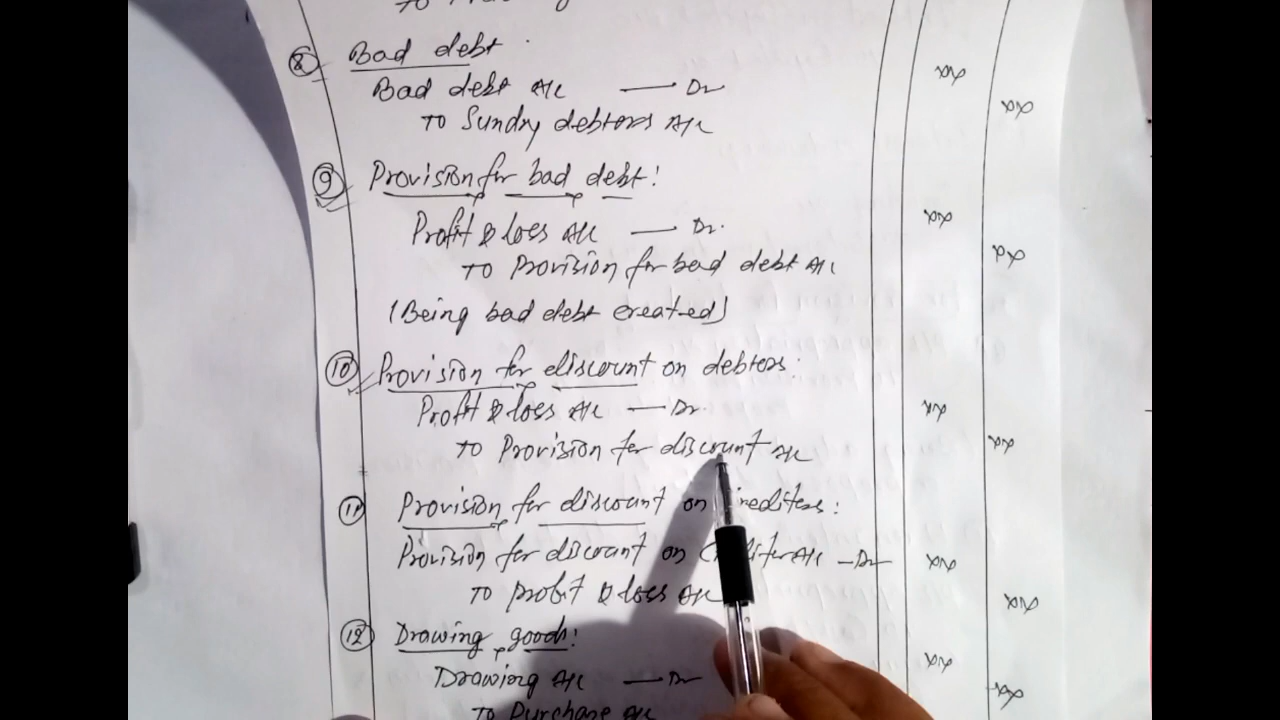 To
⑧ Bad debt
Bad debt A/c — Dr xx
To Sundry debtors A/c xx
⑨ Provision for bad debt:
Profit & loss A/c — Dr. xx
To Provision for bad debt A/c xx
(Being bad debt created)
⑩ Provision for discount on debtors:
Profit & loss A/c — Dr. xx
To Provision for discount A/c xx
⑪ Provision for discount on :
Provision for discount on A/c — Dr xx
To profit & loss A/c xx
⑫ Drawing goods:
Drawing A/c — Dr xx
To Purchase A/c xx